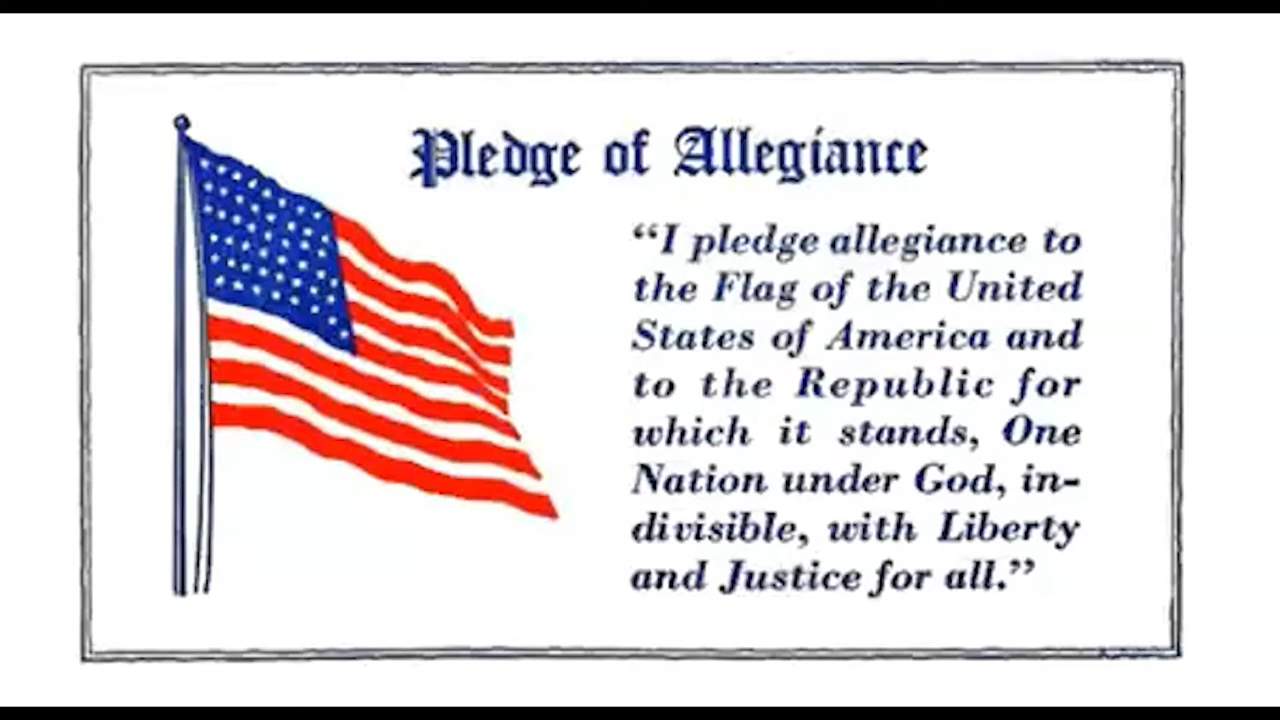 Pledge of Allegiance
“I pledge allegiance to
the Flag of the United
States of America and
to the Republic for
which it stands, One
Nation under God, in-
divisible, with Liberty
and Justice for all.”